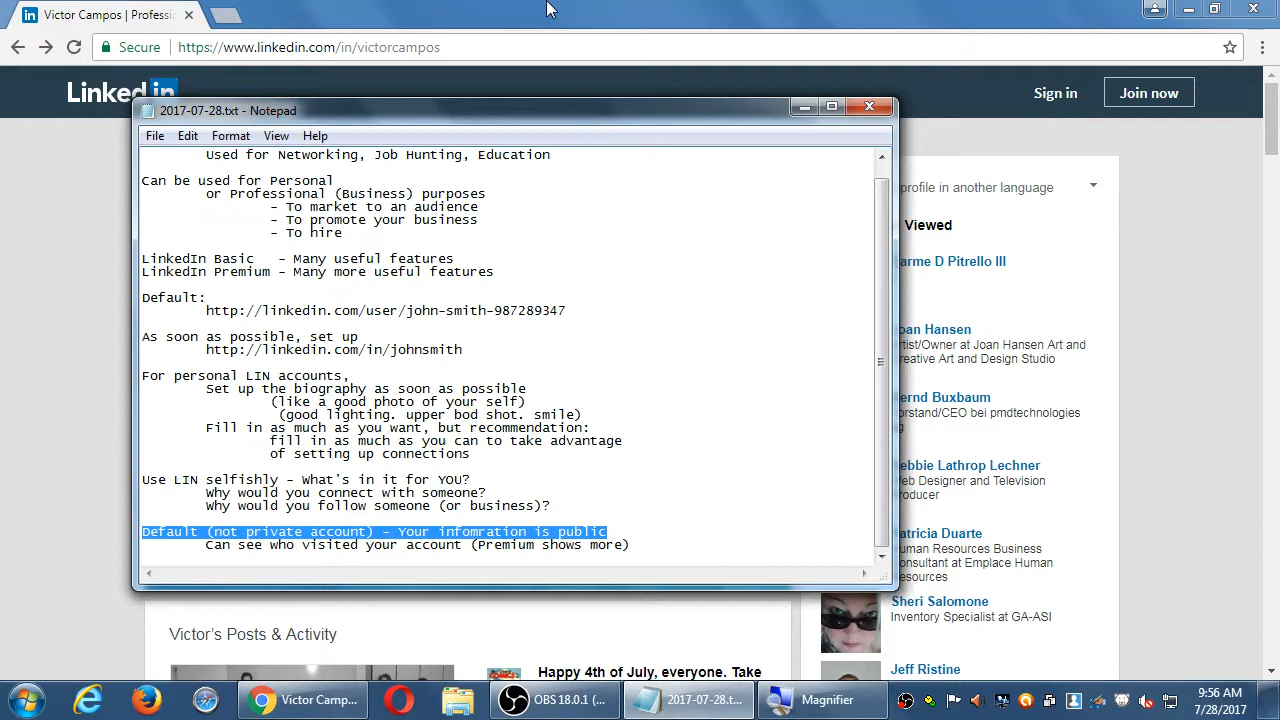 Victor Campos | Professi
Secure
https://www.linkedin.com/in/victorcampos
Linked in
Sign in
Join now
2017-07-28.txt - Notepad
File Edit Format View Help
Used for Networking, Job Hunting, Education
Can be used for Personal
or Professional (Business) purposes
- To market to an audience
- To promote your business
- To hire
LinkedIn Basic - Many useful features
LinkedIn Premium - Many more useful features
Default:
http://linkedin.com/user/john-smith-987289347
As soon as possible, set up
http://linkedin.com/in/johnsmith
For personal LIN accounts,
Set up the biography as soon as possible
(like a good photo of your self)
(good lighting. upper bod shot. smile)
Fill in as much as you want, but recommendation:
fill in as much as you can to take advantage
of setting up connections
Use LIN selfishly - What's in it for YOU?
Why would you connect with someone?
Why would you follow someone (or business)?
Default (not private account) - Your infomration is public
Can see who visited your account (Premium shows more)
profile in another language
Viewed
arme D Pitrello III
oan Hansen
rtist/Owner at Joan Hansen Art and
reative Art and Design Studio
ernd Buxbaum
orstand/CEO bei pmdtechnologies
g
ebbie Lathrop Lechner
eb Designer and Television
roducer
atricia Duarte
uman Resources Business
onsultant at Emplace Human
esources
Sheri Salomone
Inventory Specialist at GA-ASI
Jeff Ristine
Victor's Posts & Activity
Happy 4th of July, everyone. Take
Victor Camp...
OBS 18.0.1 (...
2017-07-28.t...
Magnifier
9:56 AM
7/28/2017